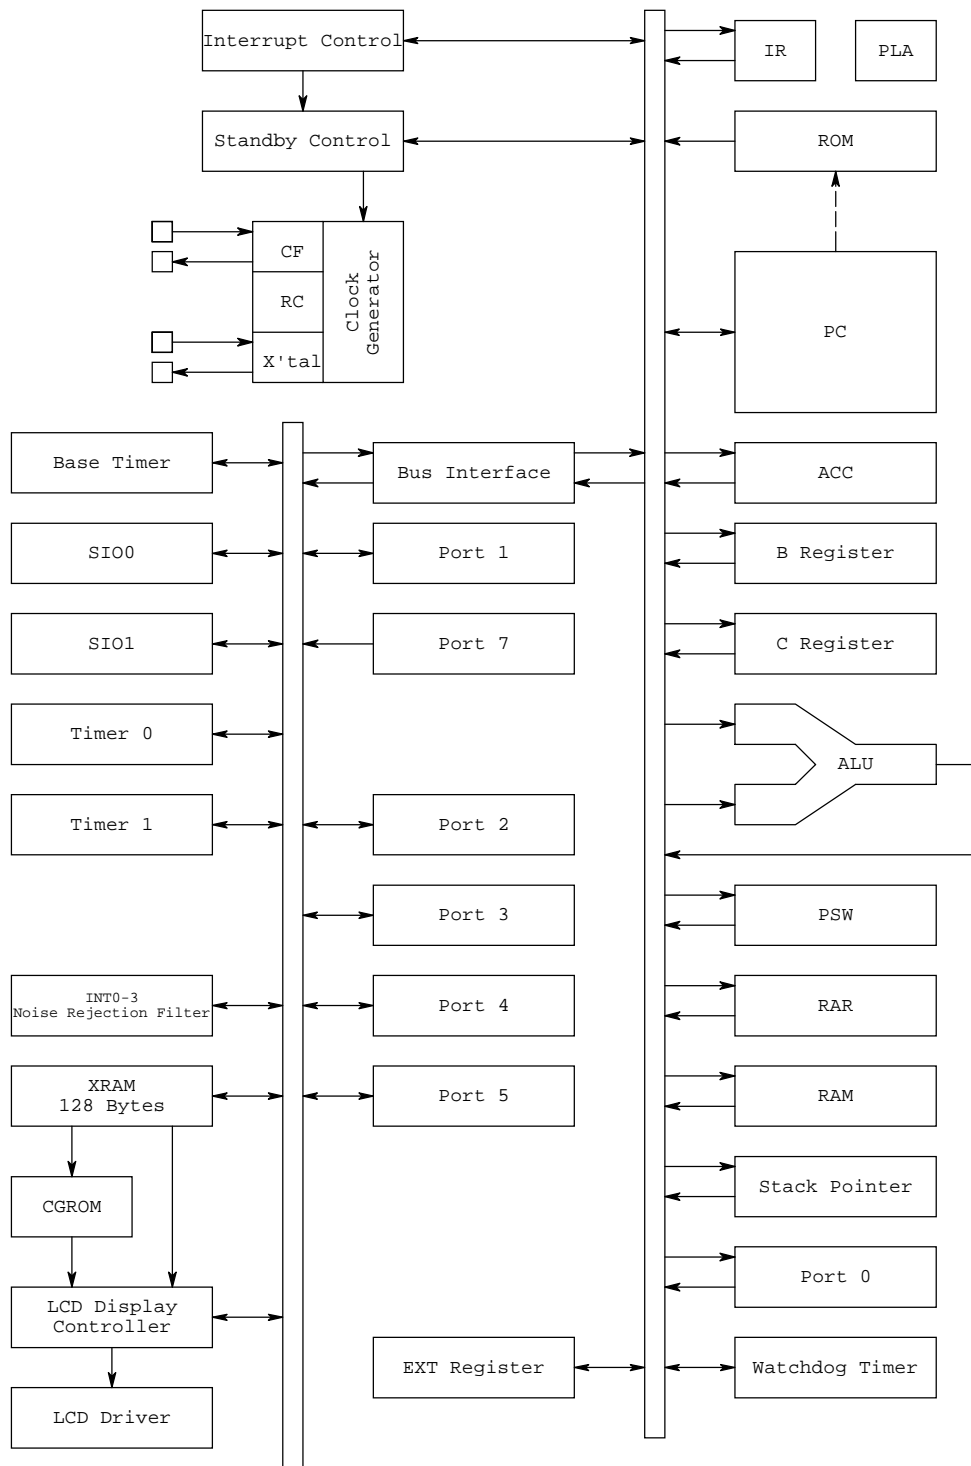 Interrupt Control
IR
PLA
Standby Control
ROM
CF
RC
X'tal
Clock
Generator
PC
Base Timer
Bus Interface
ACC
SIO0
Port 1
B Register
SIO1
Port 7
C Register
Timer 0
ALU
Timer 1
Port 2
Port 3
PSW
INT0-3
Noise Rejection Filter
Port 4
RAR
XRAM
128 Bytes
Port 5
RAM
CGROM
Stack Pointer
LCD Display
Controller
Port 0
EXT Register
Watchdog Timer
LCD Driver